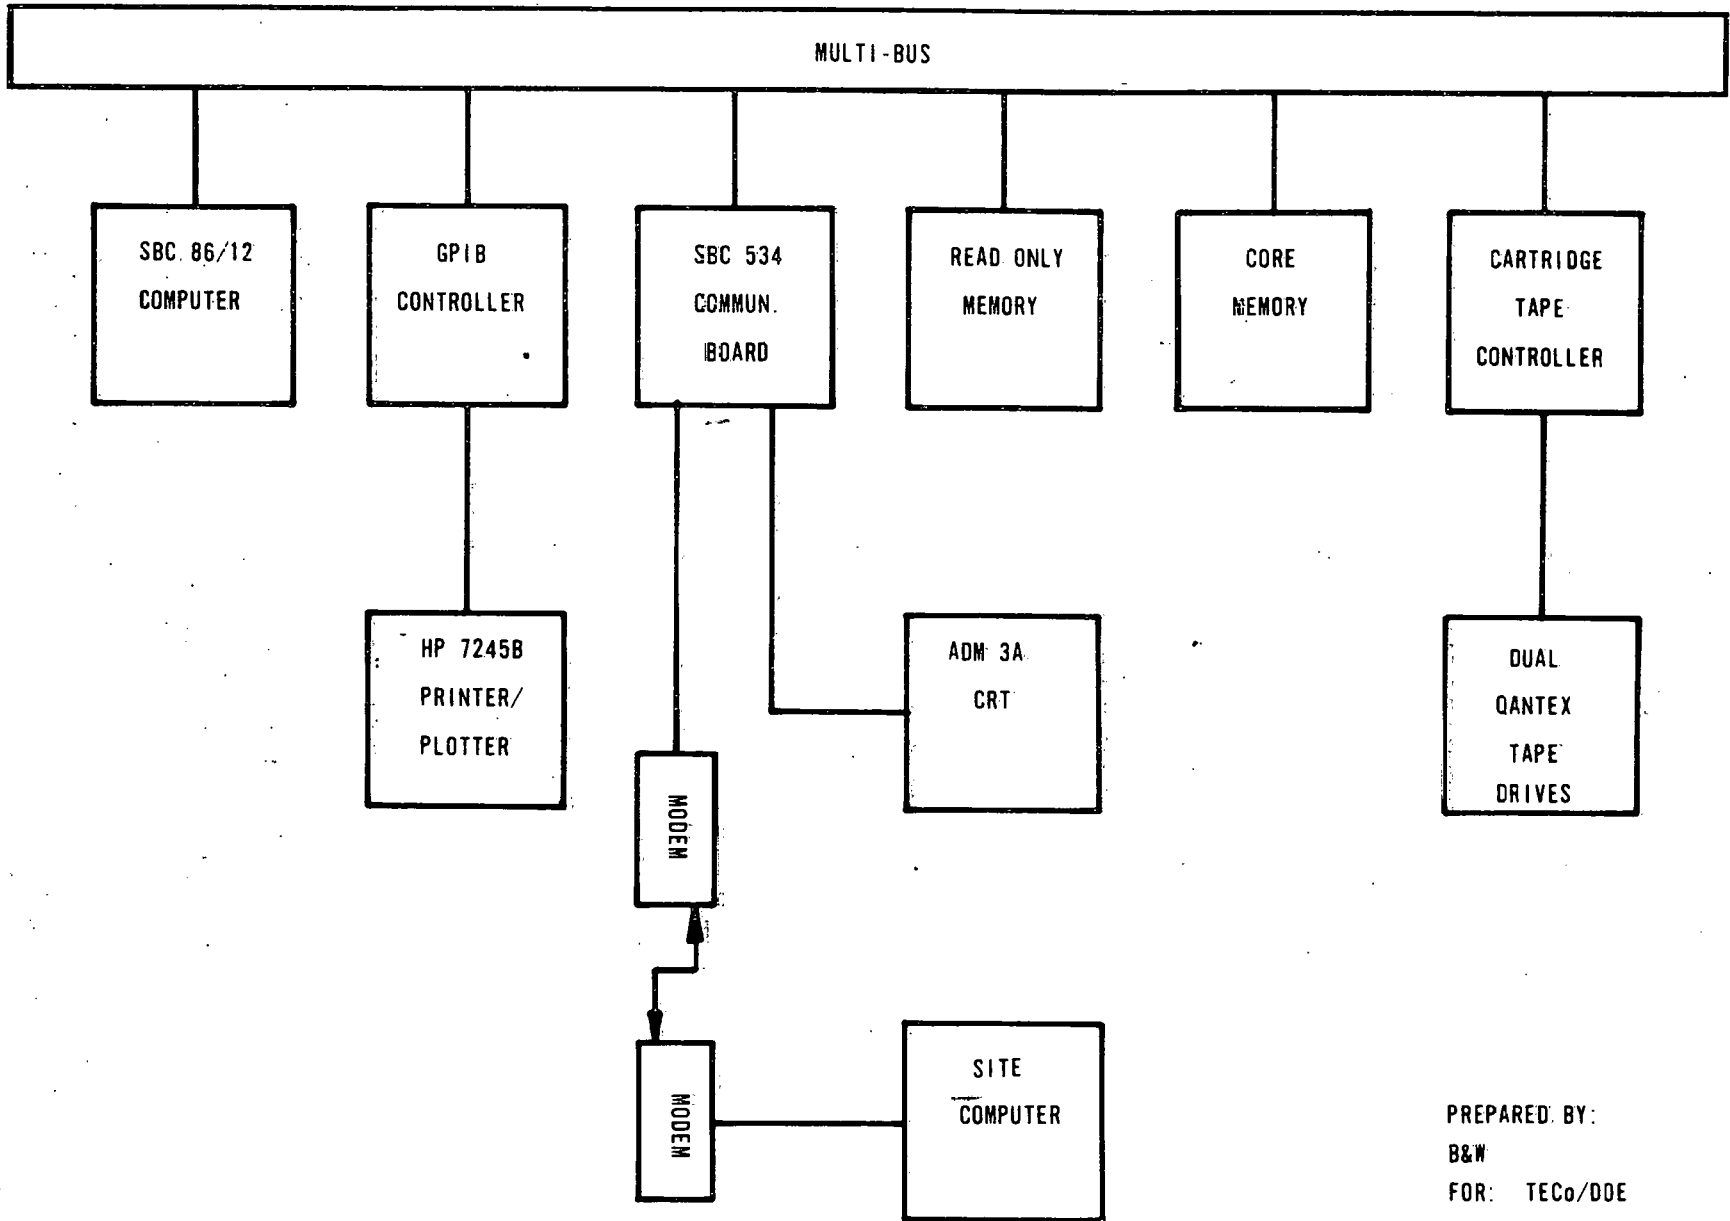 MULTI-BUS
SBC 86/12
COMPUTER
GPIB
CONTROLLER
SBC 534
COMMUN.
BOARD
READ ONLY
MEMORY
CORE
MEMORY
CARTRIDGE
TAPE
CONTROLLER
HP 7245B
PRINTER/
PLOTTER
ADM 3A
CRT
DUAL
QANTEX
TAPE
DRIVES
MODEM
MODEM
SITE
COMPUTER
PREPARED BY:
B&W
FOR: TECo/DOE